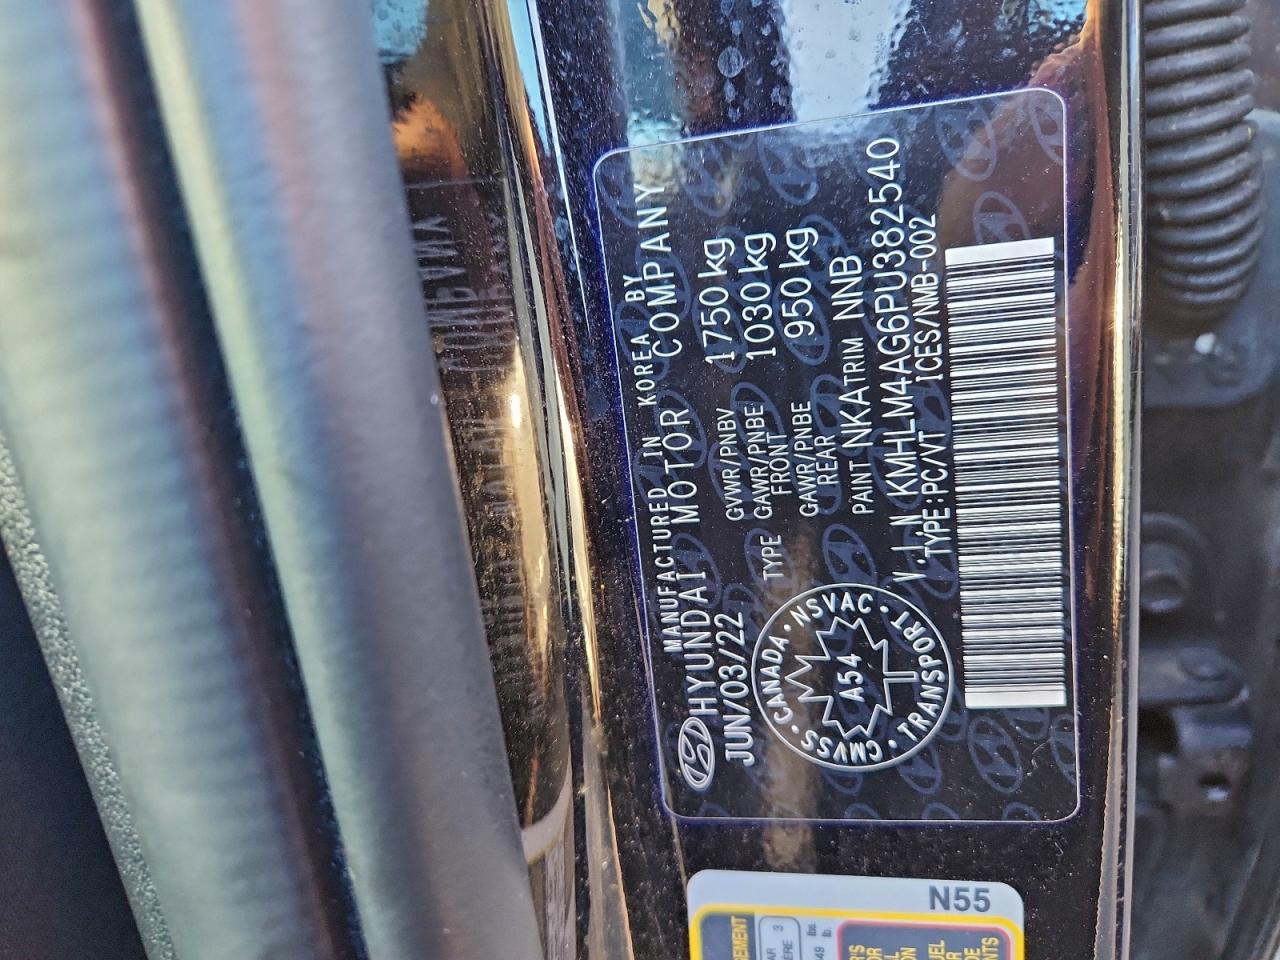 MANUFACTURED IN KOREA BY
HYUNDAI MOTOR COMPANY
JUN/03/22
GVWR/PNBV 1750 kg
TYPE GAWR/PNBE FRONT 1030 kg
GAWR/PNBE REAR 950 kg
PAINT NKA TRIM NNB
CANADA · NSVAC · TRANSPORT · CMVSS ·
A54
V.I.N KMHLM4AG6PU382540
TYPE:PC/VT ICES/NMB-002
N55